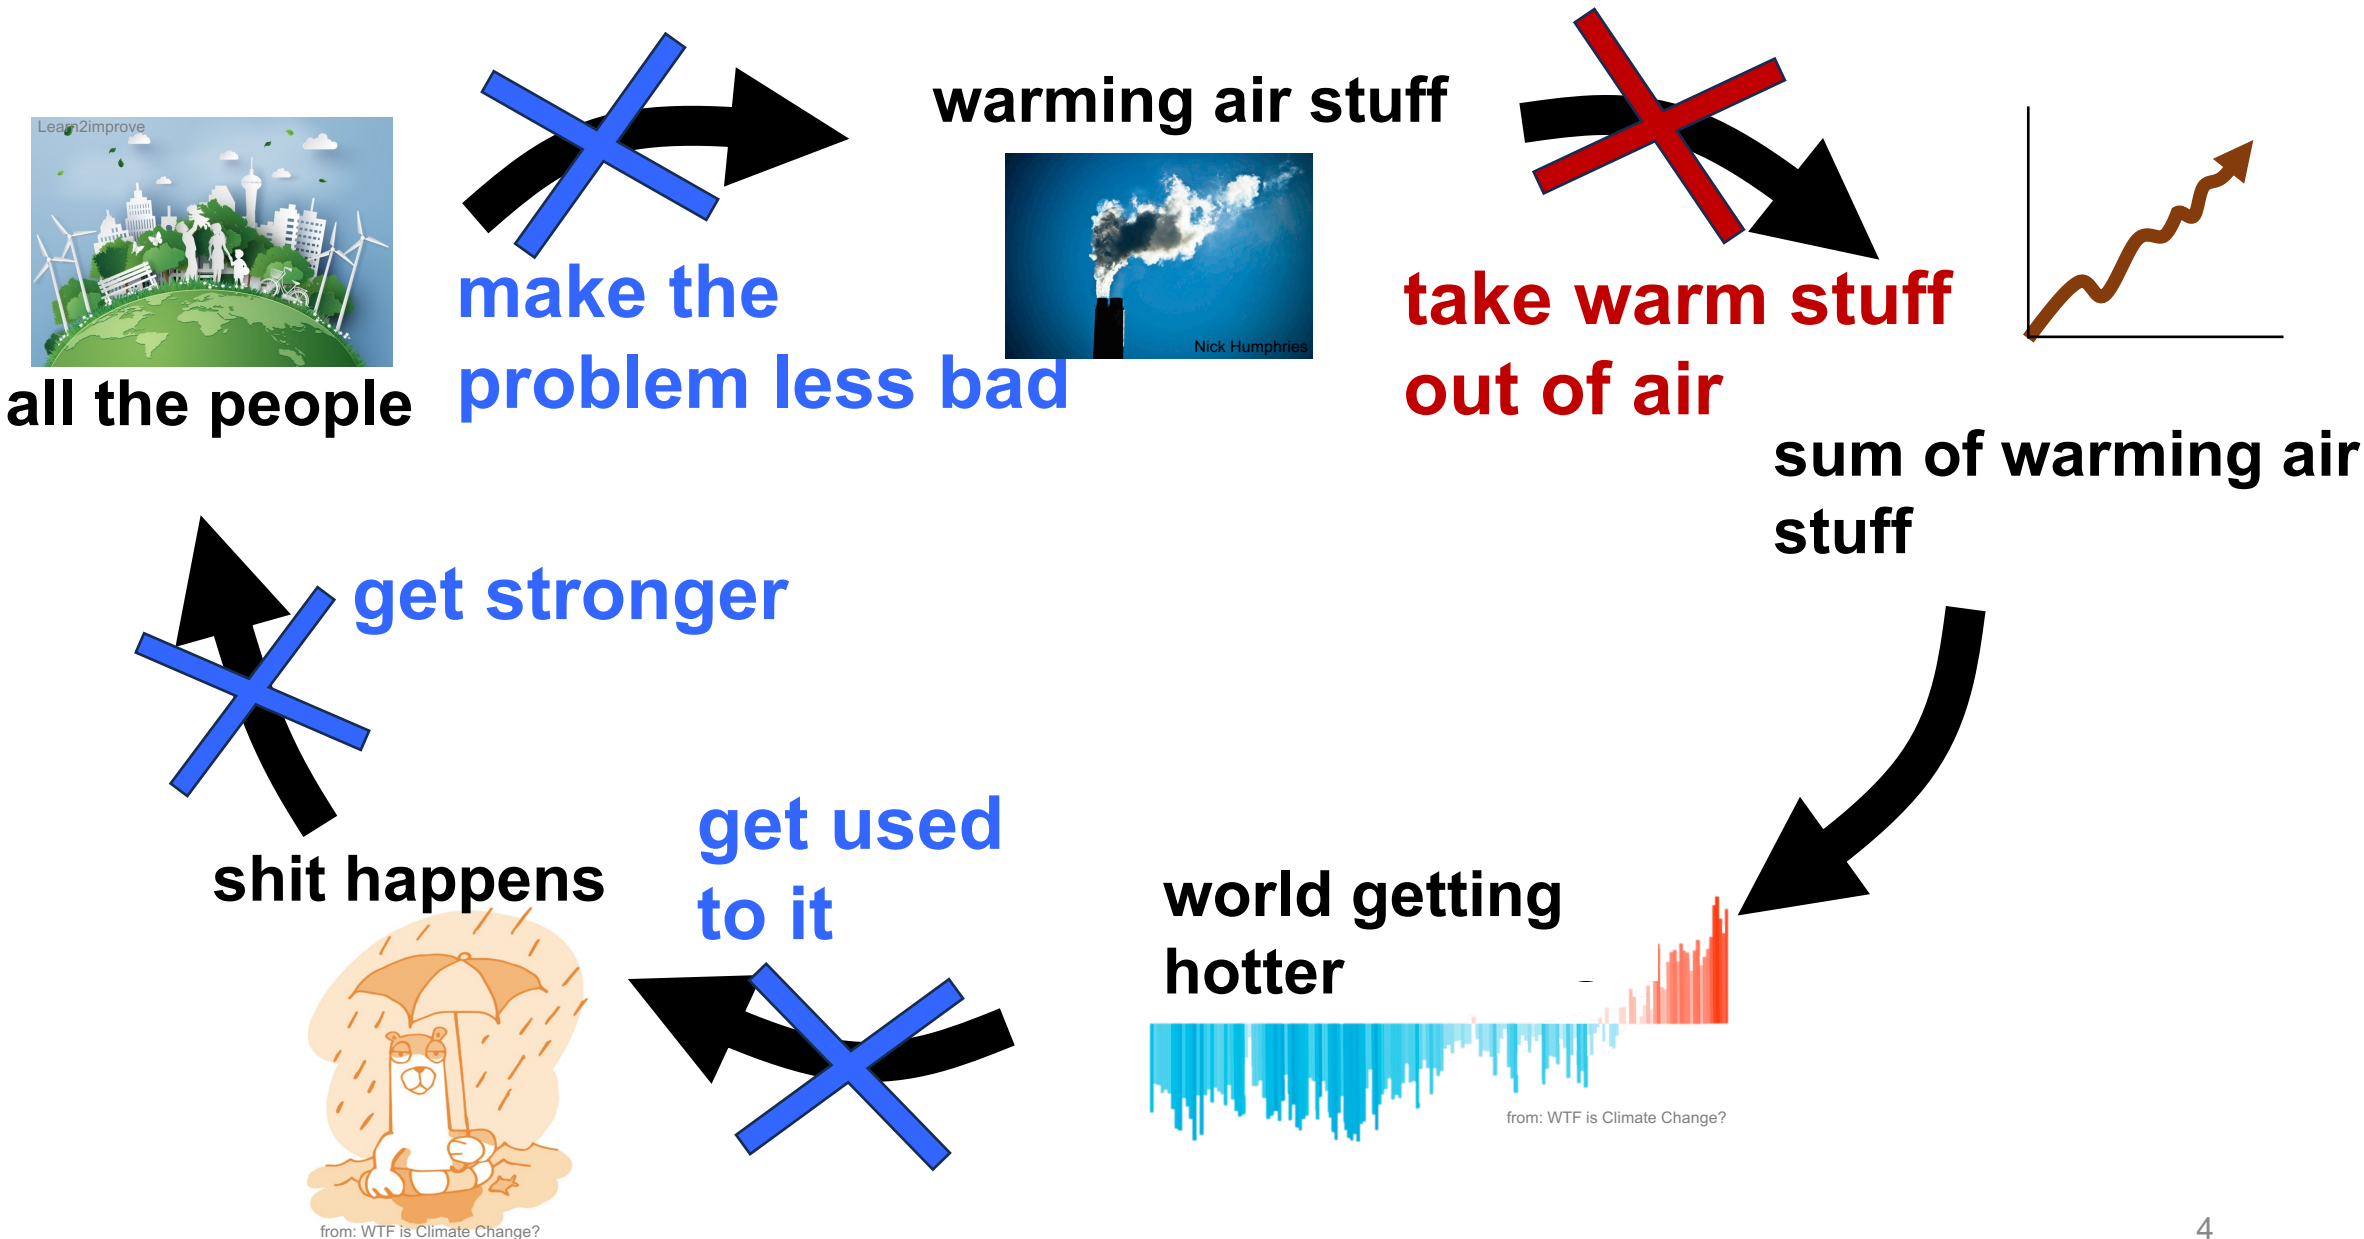 Learn2improve
all the people
make the
problem less bad
warming air stuff
Nick Humphries
take warm stuff
out of air
sum of warming air
stuff
get stronger
shit happens
get used
to it
world getting
hotter
from: WTF is Climate Change?
from: WTF is Climate Change?
4